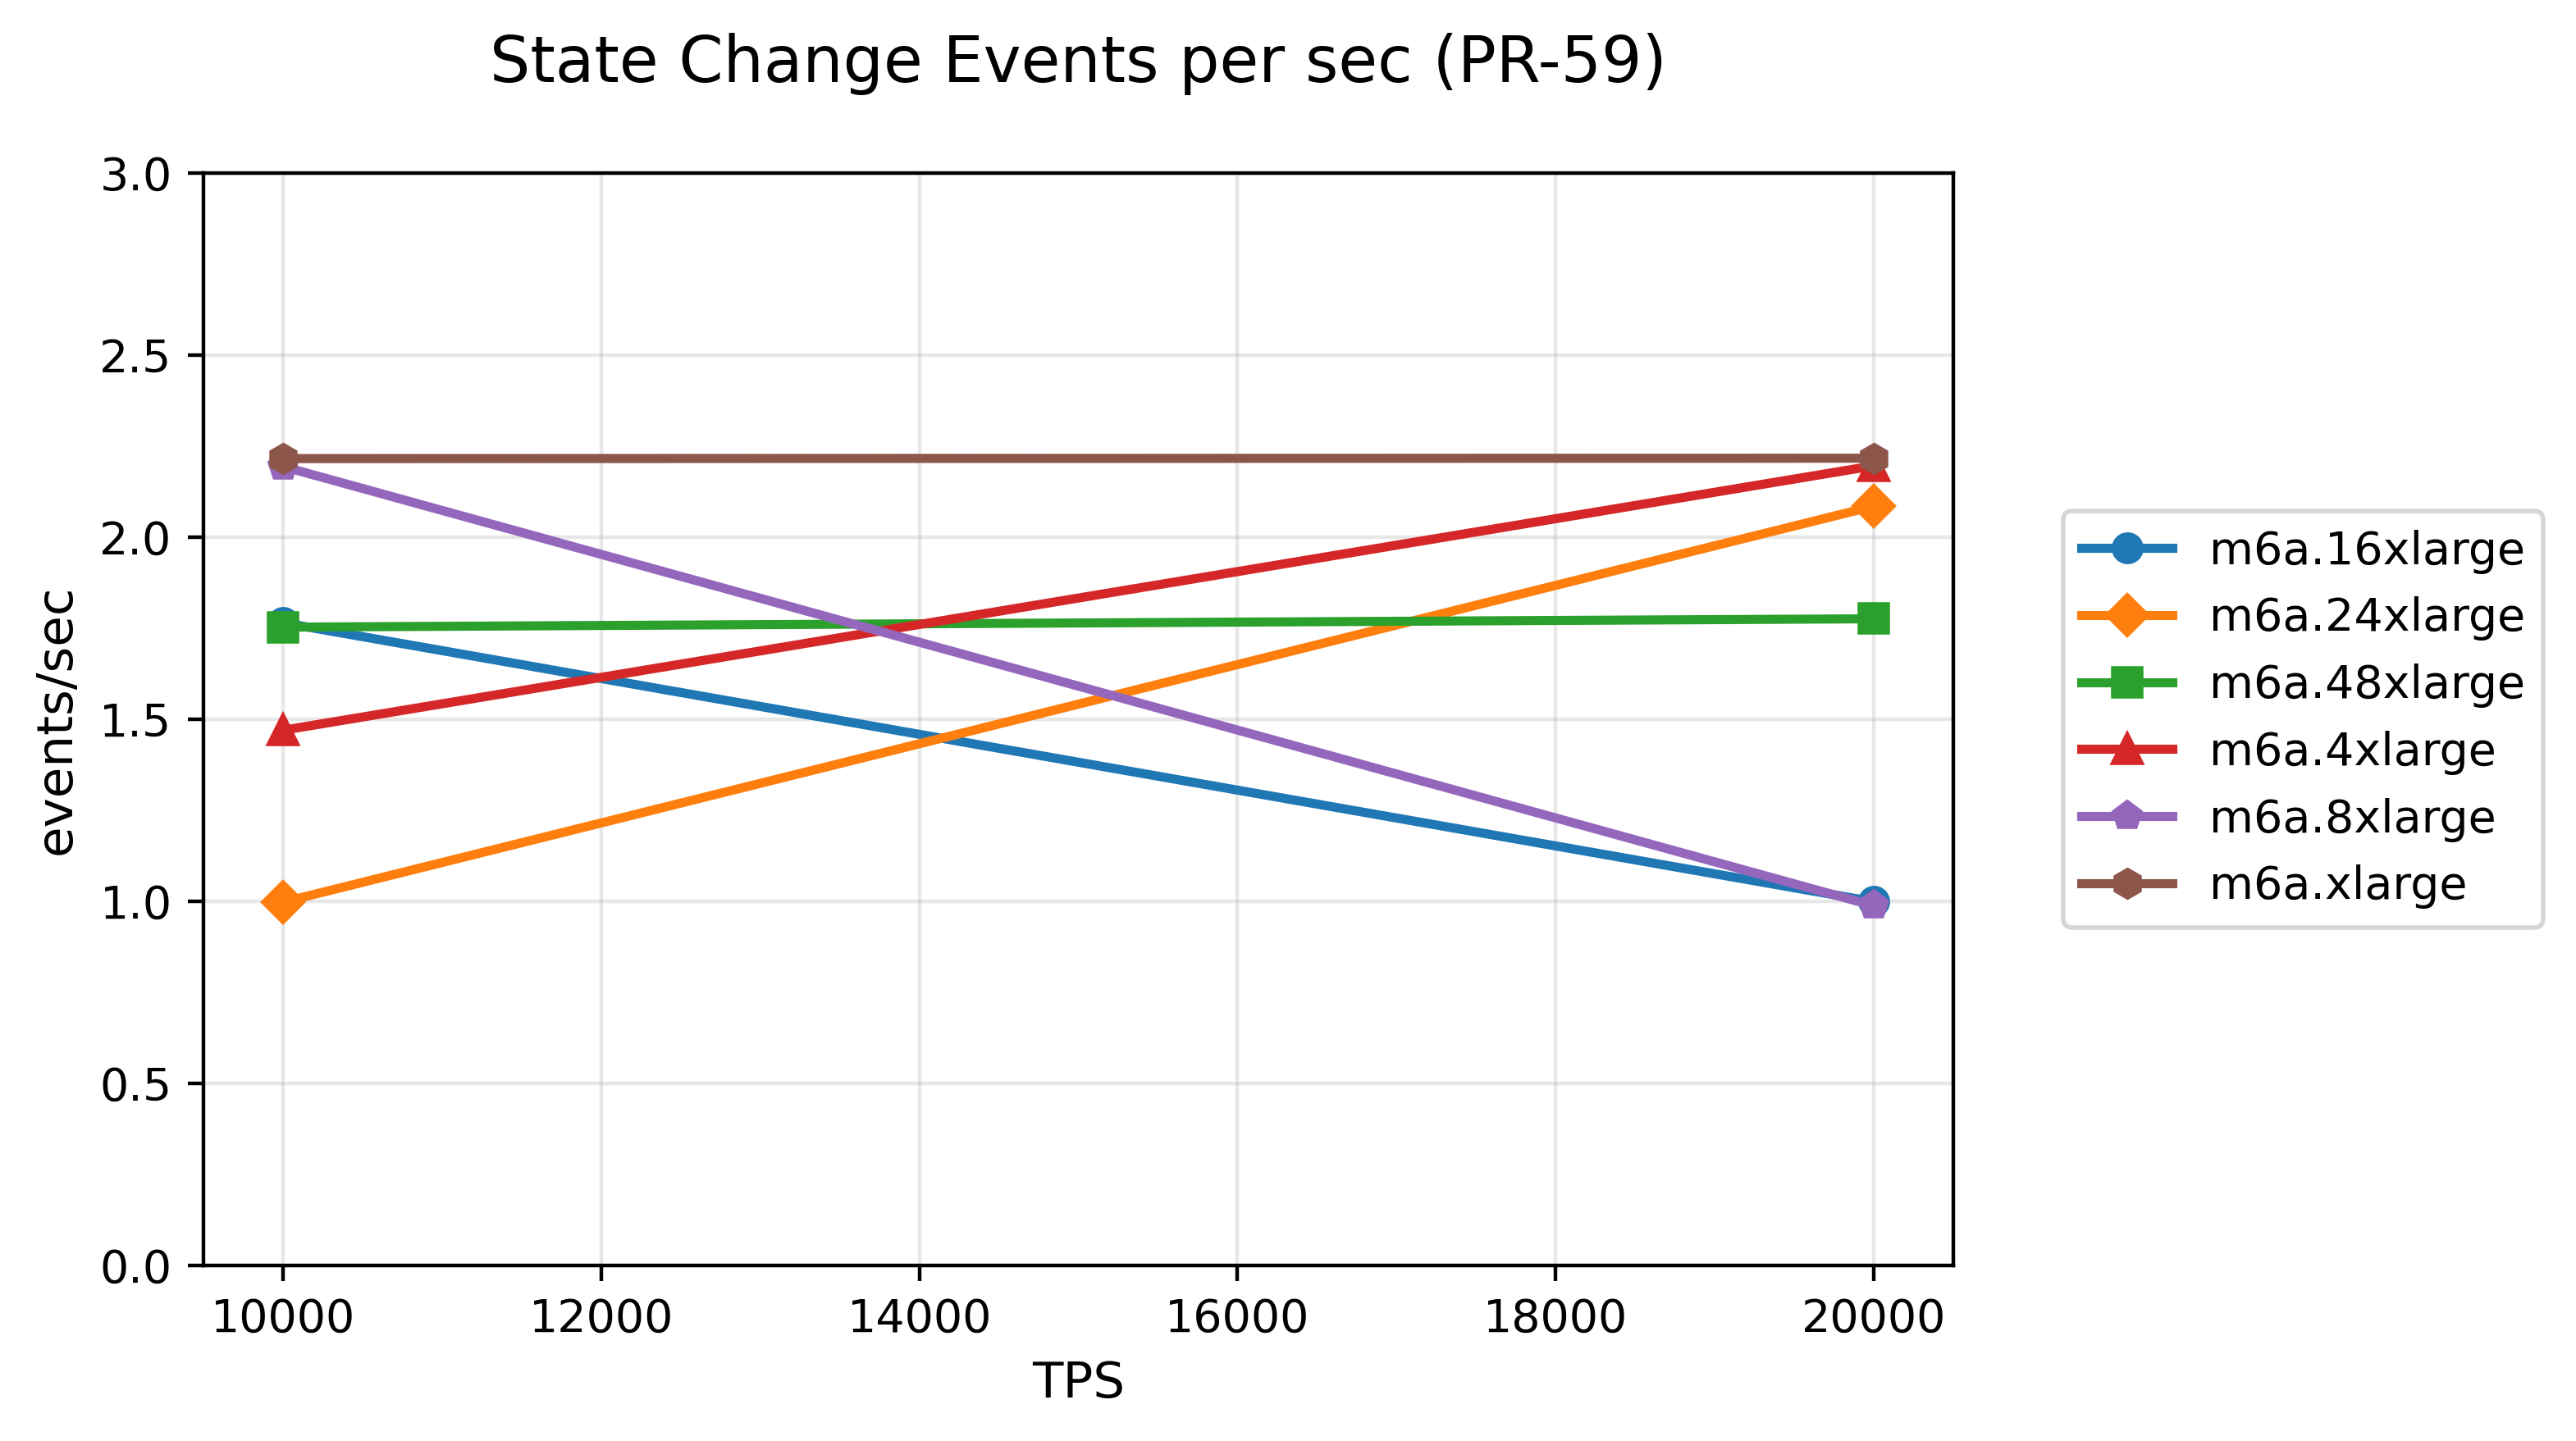 State Change Events per sec (PR-59)
3.0
2.5
2.0
1.5
1.0
0.5
0.0
events/sec
10000 12000 14000 16000 18000 20000
TPS
m6a.16xlarge
m6a.24xlarge
m6a.48xlarge
m6a.4xlarge
m6a.8xlarge
m6a.xlarge